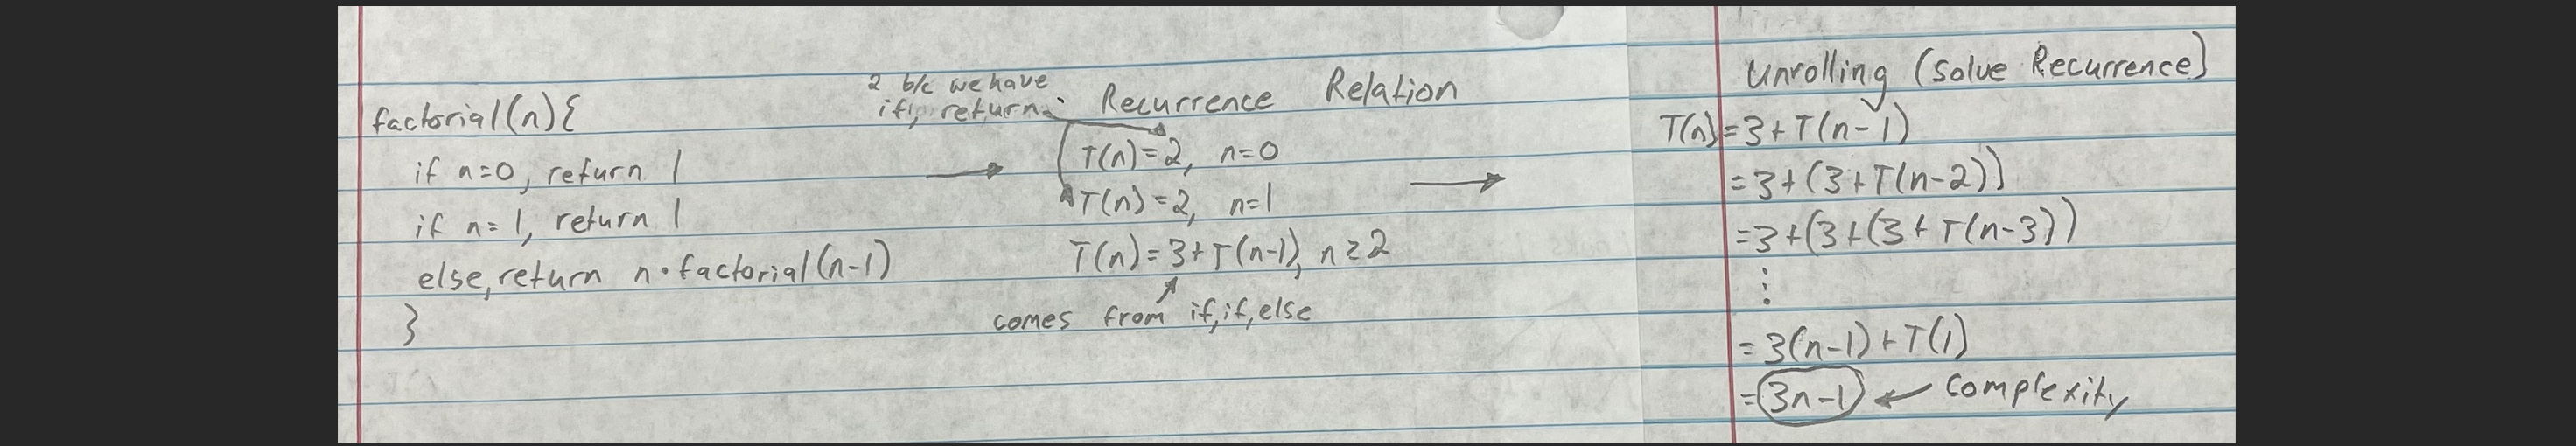 factorial(n){
if n=0, return 1
if n=1, return 1
else, return n·factorial(n-1)
}
2 b/c we have
if, return
Recurrence Relation
T(n)=2, n=0
T(n)=2, n=1
T(n)=3+T(n-1), n≥2
comes from if, if, else
Unrolling (solve Recurrence)
T(n)=3+T(n-1)
=3+(3+T(n-2))
=3+(3+(3+T(n-3))
⋮
=3(n-1)+T(1)
=3n-1 ← complexity